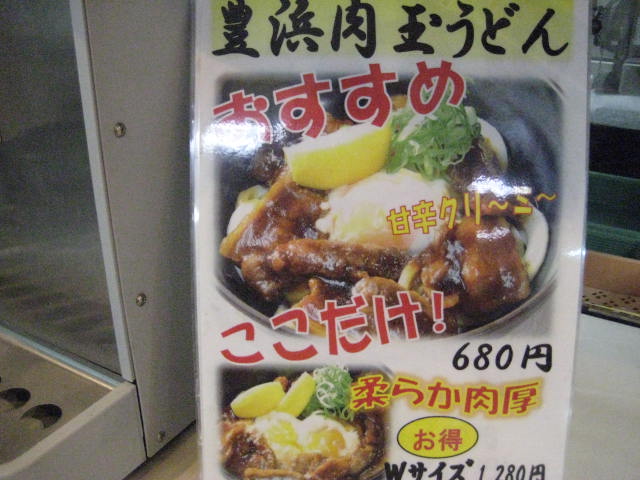 豊浜肉玉うどん
おすすめ
甘辛クリ〜ミ〜
ここだけ!
680円
柔らか肉厚
お得
Wサイズ 1,280円